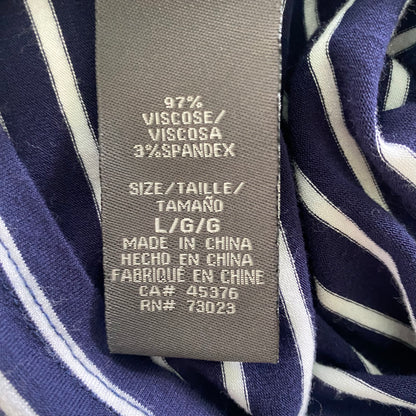 97%
VISCOSE/
VISCOSA
3%SPANDEX
SIZE/TAILLE/
TAMAÑO
L/G/G
MADE IN CHINA
HECHO EN CHINA
FABRIQUÉ EN CHINE
CA# 45376
RN# 73023